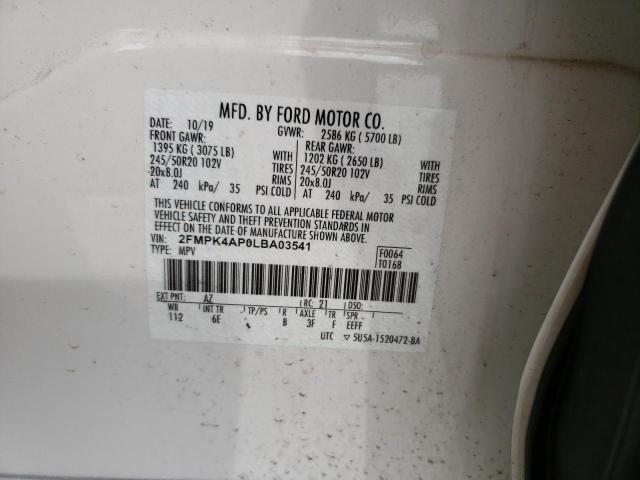 MFD. BY FORD MOTOR CO.
DATE: 10/19 GVWR: 2586 KG ( 5700 LB)
FRONT GAWR: REAR GAWR:
1395 KG ( 3075 LB) WITH 1202 KG ( 2650 LB) WITH
245/50R20 102V TIRES 245/50R20 102V TIRES
20x8.0J RIMS 20x8.0J RIMS
AT 240 kPa/ 35 PSI COLD AT 240 kPa/ 35 PSI COLD
THIS VEHICLE CONFORMS TO ALL APPLICABLE FEDERAL MOTOR
VEHICLE SAFETY AND THEFT PREVENTION STANDARDS IN
EFFECT ON THE DATE OF MANUFACTURE SHOWN ABOVE.
VIN: 2FMPK4AP0LBA03541 F0064
TYPE: MPV T0168
EXT PNT: AZ RC: 21 DSO:
WB INT TR TP/PS R AXLE TR SPR
112 6E B 3F F EEFF
UTC ▽ 5U5A-1520472-BA